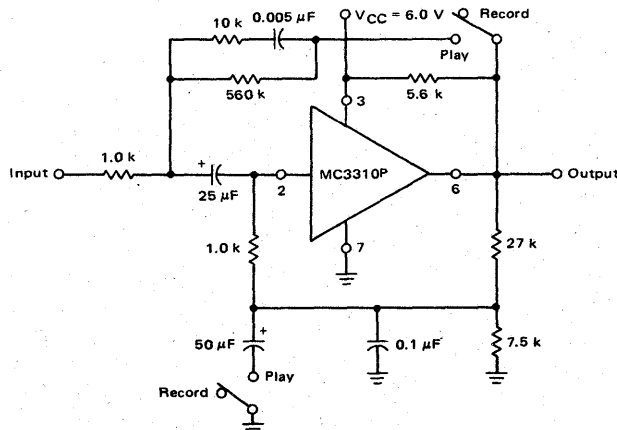 0.005 µF
10 k
VCC = 6.0 V
Record
Play
560 k
5.6 k
3
Input
1.0 k
+
25 µF
2
MC3310P
6
Output
1.0 k
7
27 k
50 µF
+
0.1 µF
7.5 k
Play
Record